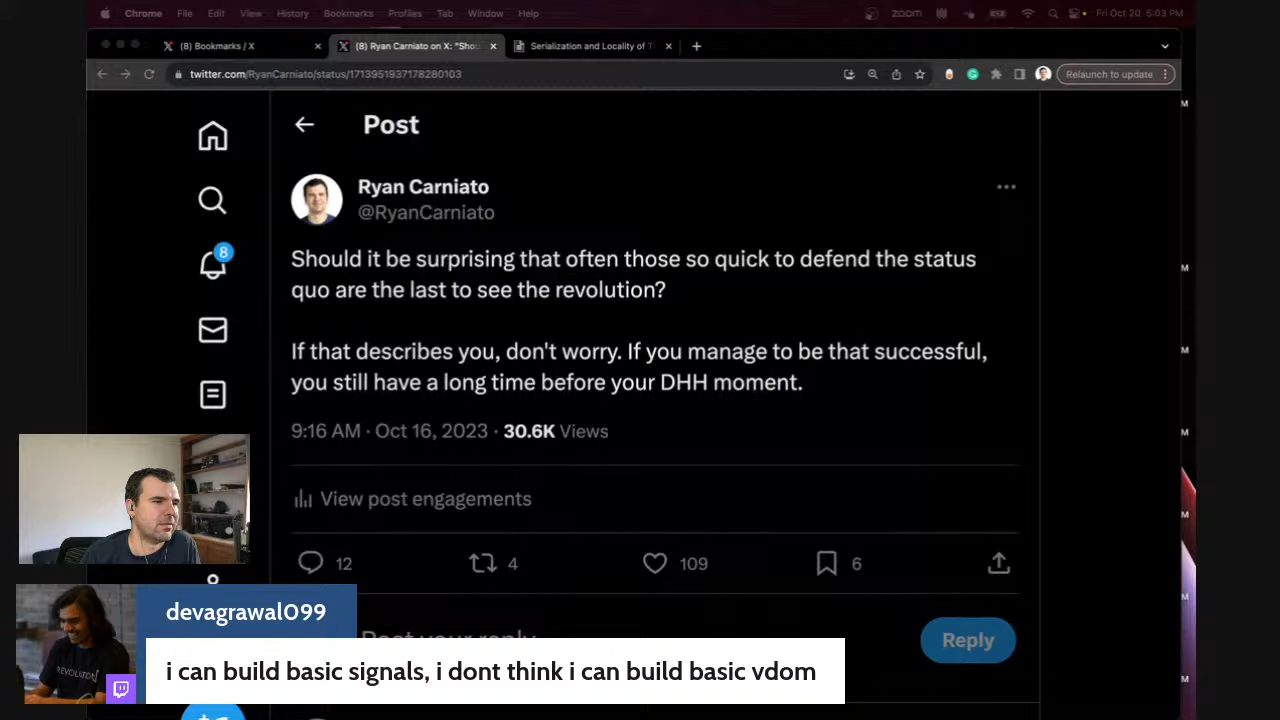 Chrome File Edit View History Bookmarks Profiles Tab Window Help
zoom Fri Oct 20 5:03 PM
(8) Bookmarks / X
(8) Ryan Carniato on X: "Shou
Serialization and Locality of T
twitter.com/RyanCarniato/status/1713951937178280103
Relaunch to update
Post
Ryan Carniato
@RyanCarniato
8
Should it be surprising that often those so quick to defend the status
quo are the last to see the revolution?
If that describes you, don't worry. If you manage to be that successful,
you still have a long time before your DHH moment.
9:16 AM · Oct 16, 2023 · 30.6K Views
View post engagements
12 4 109 6
Post your reply
Reply
devagrawal099
i can build basic signals, i dont think i can build basic vdom
M
M
M
M
M
M
M